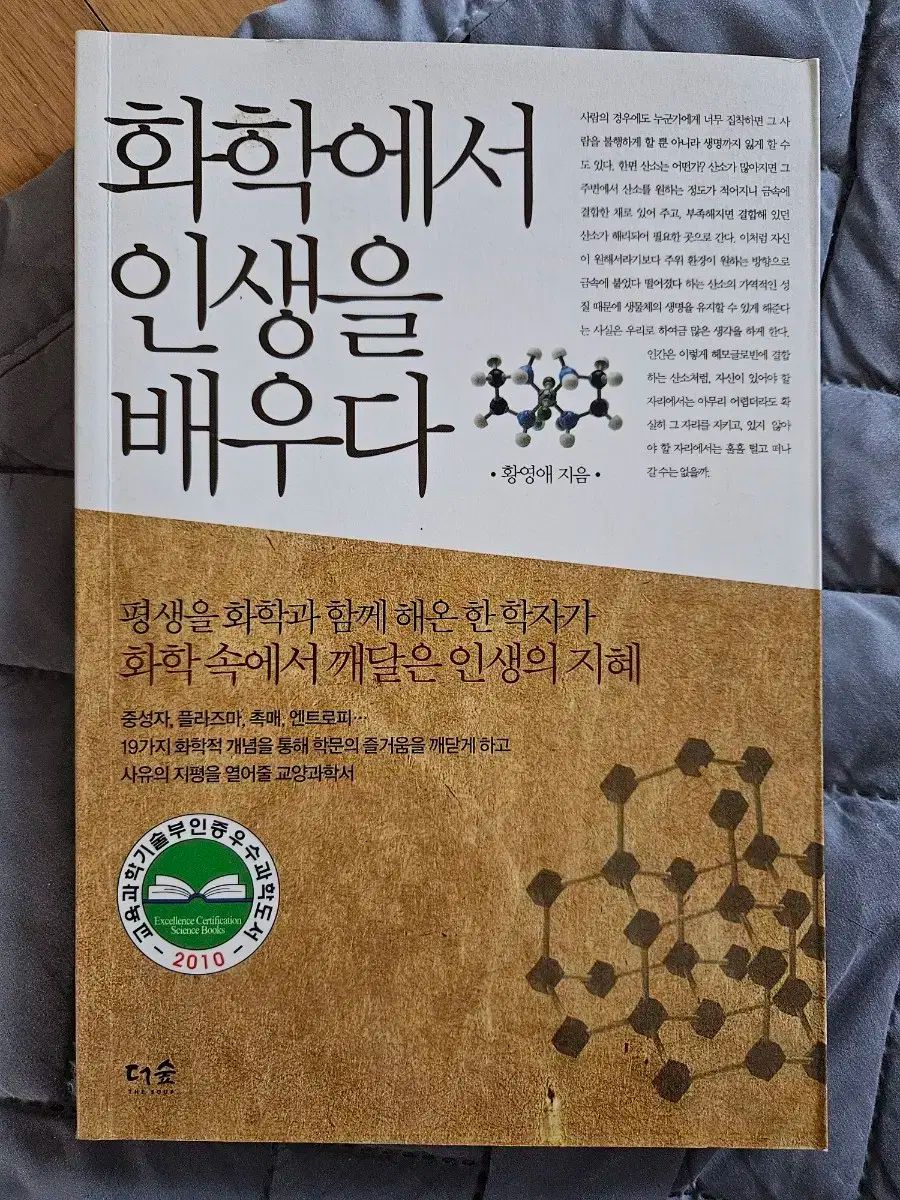 화학에서
인생을
배우다
사람의 경우에도 누군가에게 너무 집착하면 그 사
람을 불행하게 할 뿐 아니라 생명까지 잃게 할 수
도 있다. 한편 산소는 어떤가? 산소가 많아지면 그
주변에서 산소를 원하는 정도가 적어지니 금속에
결합한 채로 있어 주고, 부족해지면 결합해 있던
산소가 해리되어 필요한 곳으로 간다. 이처럼 자신
이 원해서라기보다 주위 환경이 원하는 방향으로
금속에 붙었다 떨어졌다 하는 산소의 가역적인 성
질 때문에 생물체의 생명을 유지할 수 있게 해준다
는 사실은 우리로 하여금 많은 생각을 하게 한다.
인간은 이렇게 헤모글로빈에 결합
하는 산소처럼, 자신이 있어야 할
자리에서는 아무리 어렵더라도 확
실히 그 자리를 지키고, 있지 않아
야 할 자리에서는 훌훌 털고 떠나
갈 수는 없을까.
• 황영애 지음 •
평생을 화학과 함께 해온 한 학자가
화학 속에서 깨달은 인생의 지혜
중성자, 플라즈마, 촉매, 엔트로피…
19가지 화학적 개념을 통해 학문의 즐거움을 깨닫게 하고
사유의 지평을 열어줄 교양과학서
교육과학기술부인증우수과학도서
Excellence Certification
Science Books
- 2010 -
더숲
THE SOUP